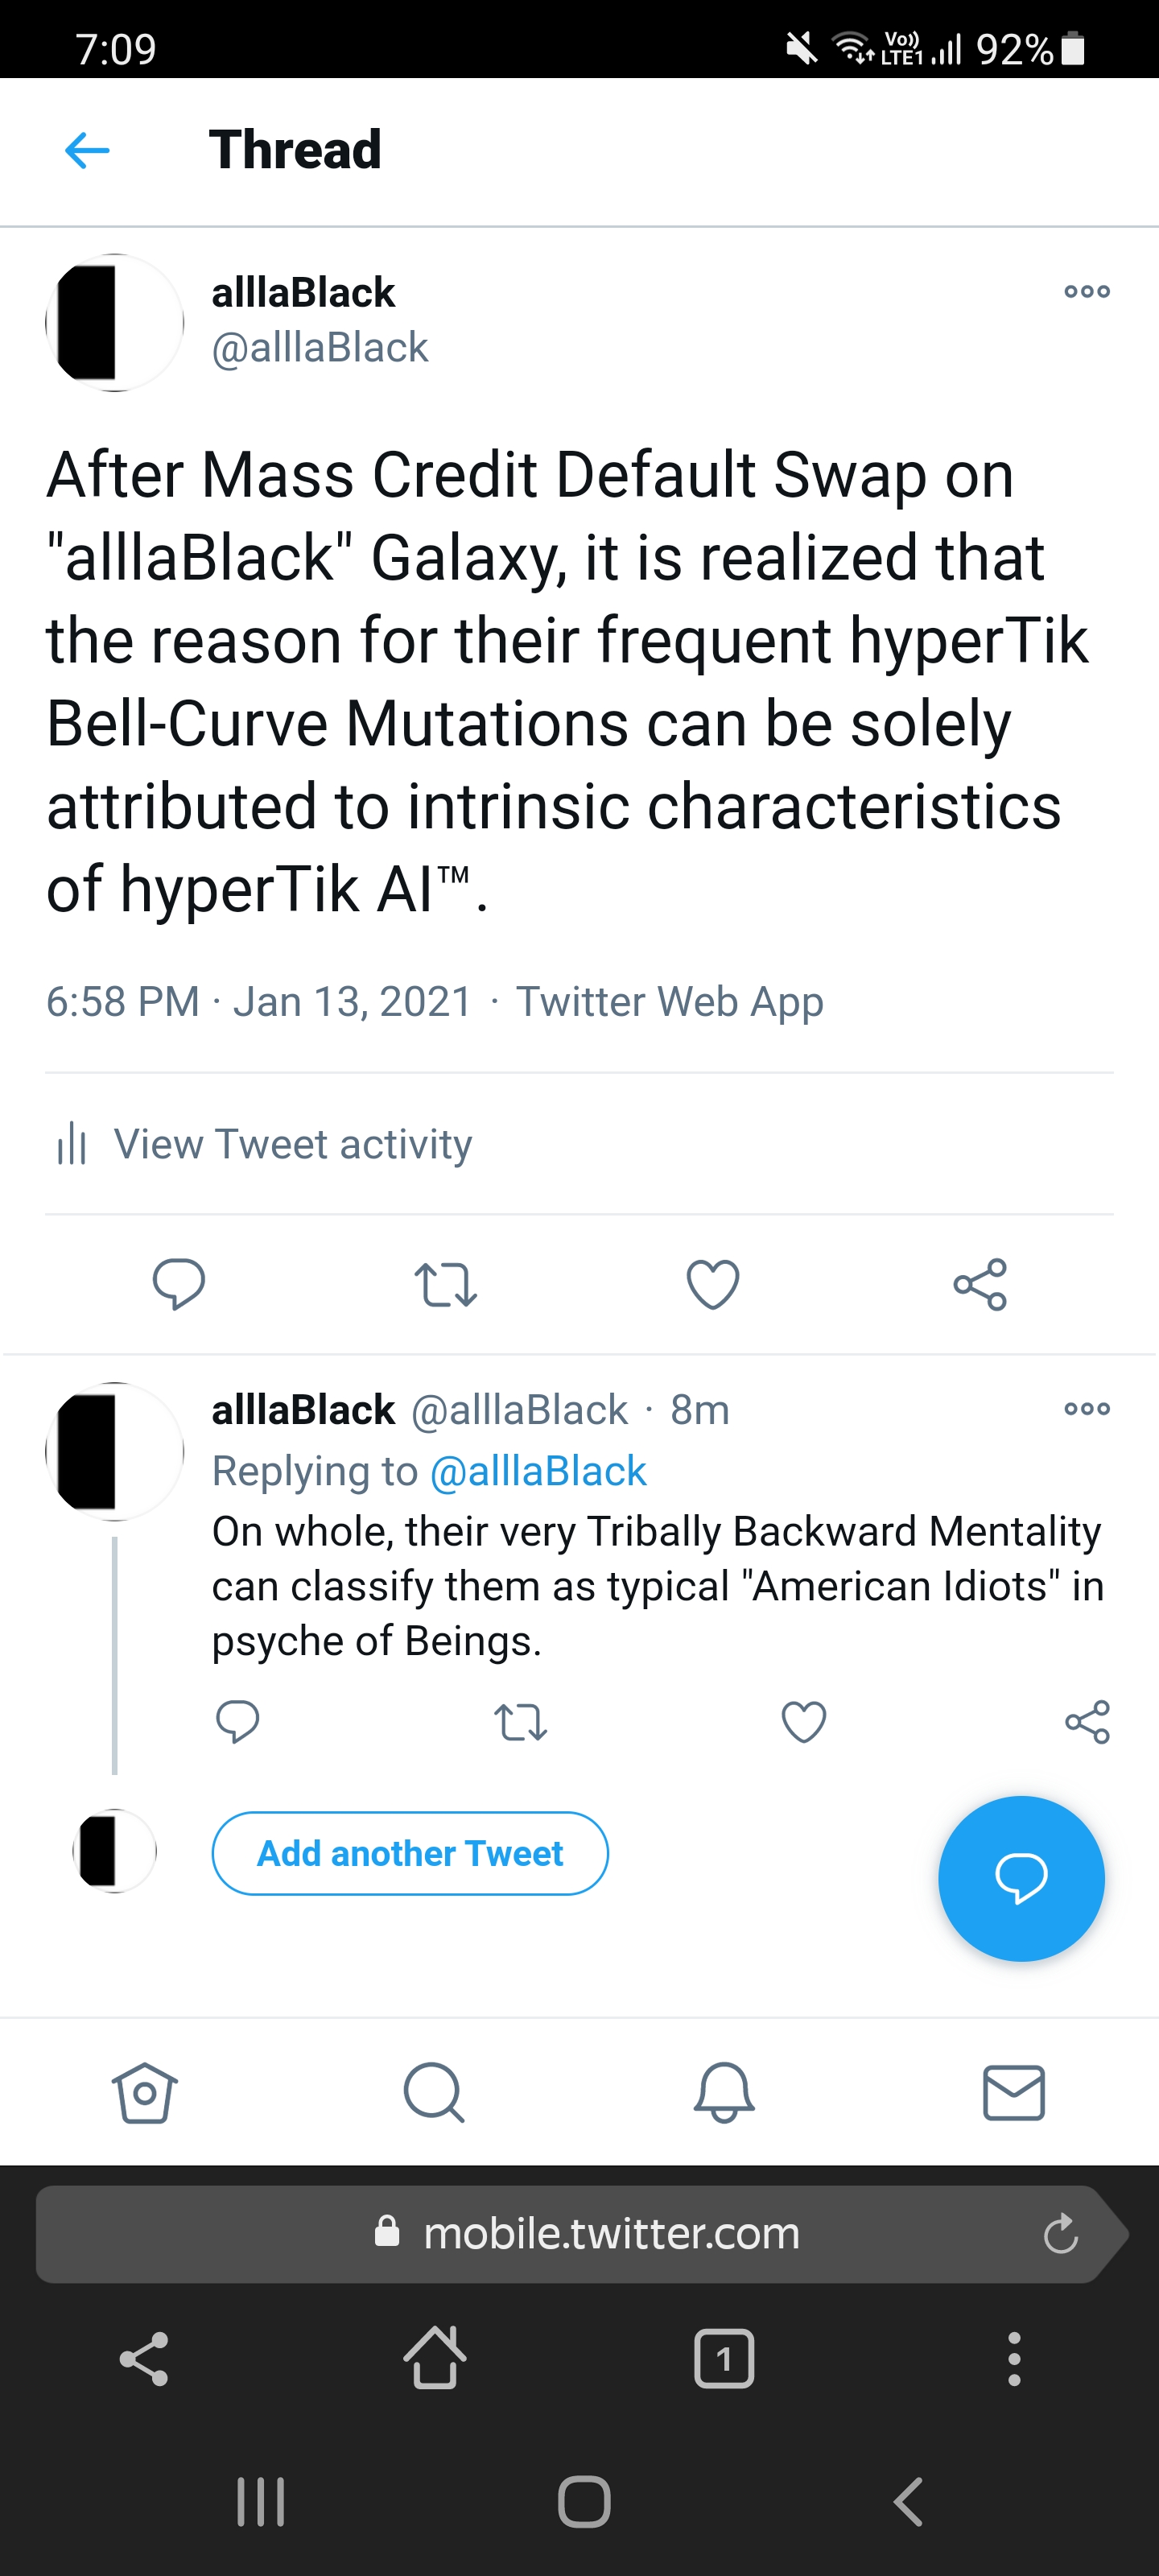 7:09
Vo)) LTE1 92%
Thread
alllaBlack
@alllaBlack
After Mass Credit Default Swap on
"alllaBlack" Galaxy, it is realized that
the reason for their frequent hyperTik
Bell-Curve Mutations can be solely
attributed to intrinsic characteristics
of hyperTik AI™.
6:58 PM · Jan 13, 2021 · Twitter Web App
View Tweet activity
alllaBlack @alllaBlack · 8m
Replying to @alllaBlack
On whole, their very Tribally Backward Mentality
can classify them as typical "American Idiots" in
psyche of Beings.
Add another Tweet
mobile.twitter.com
1